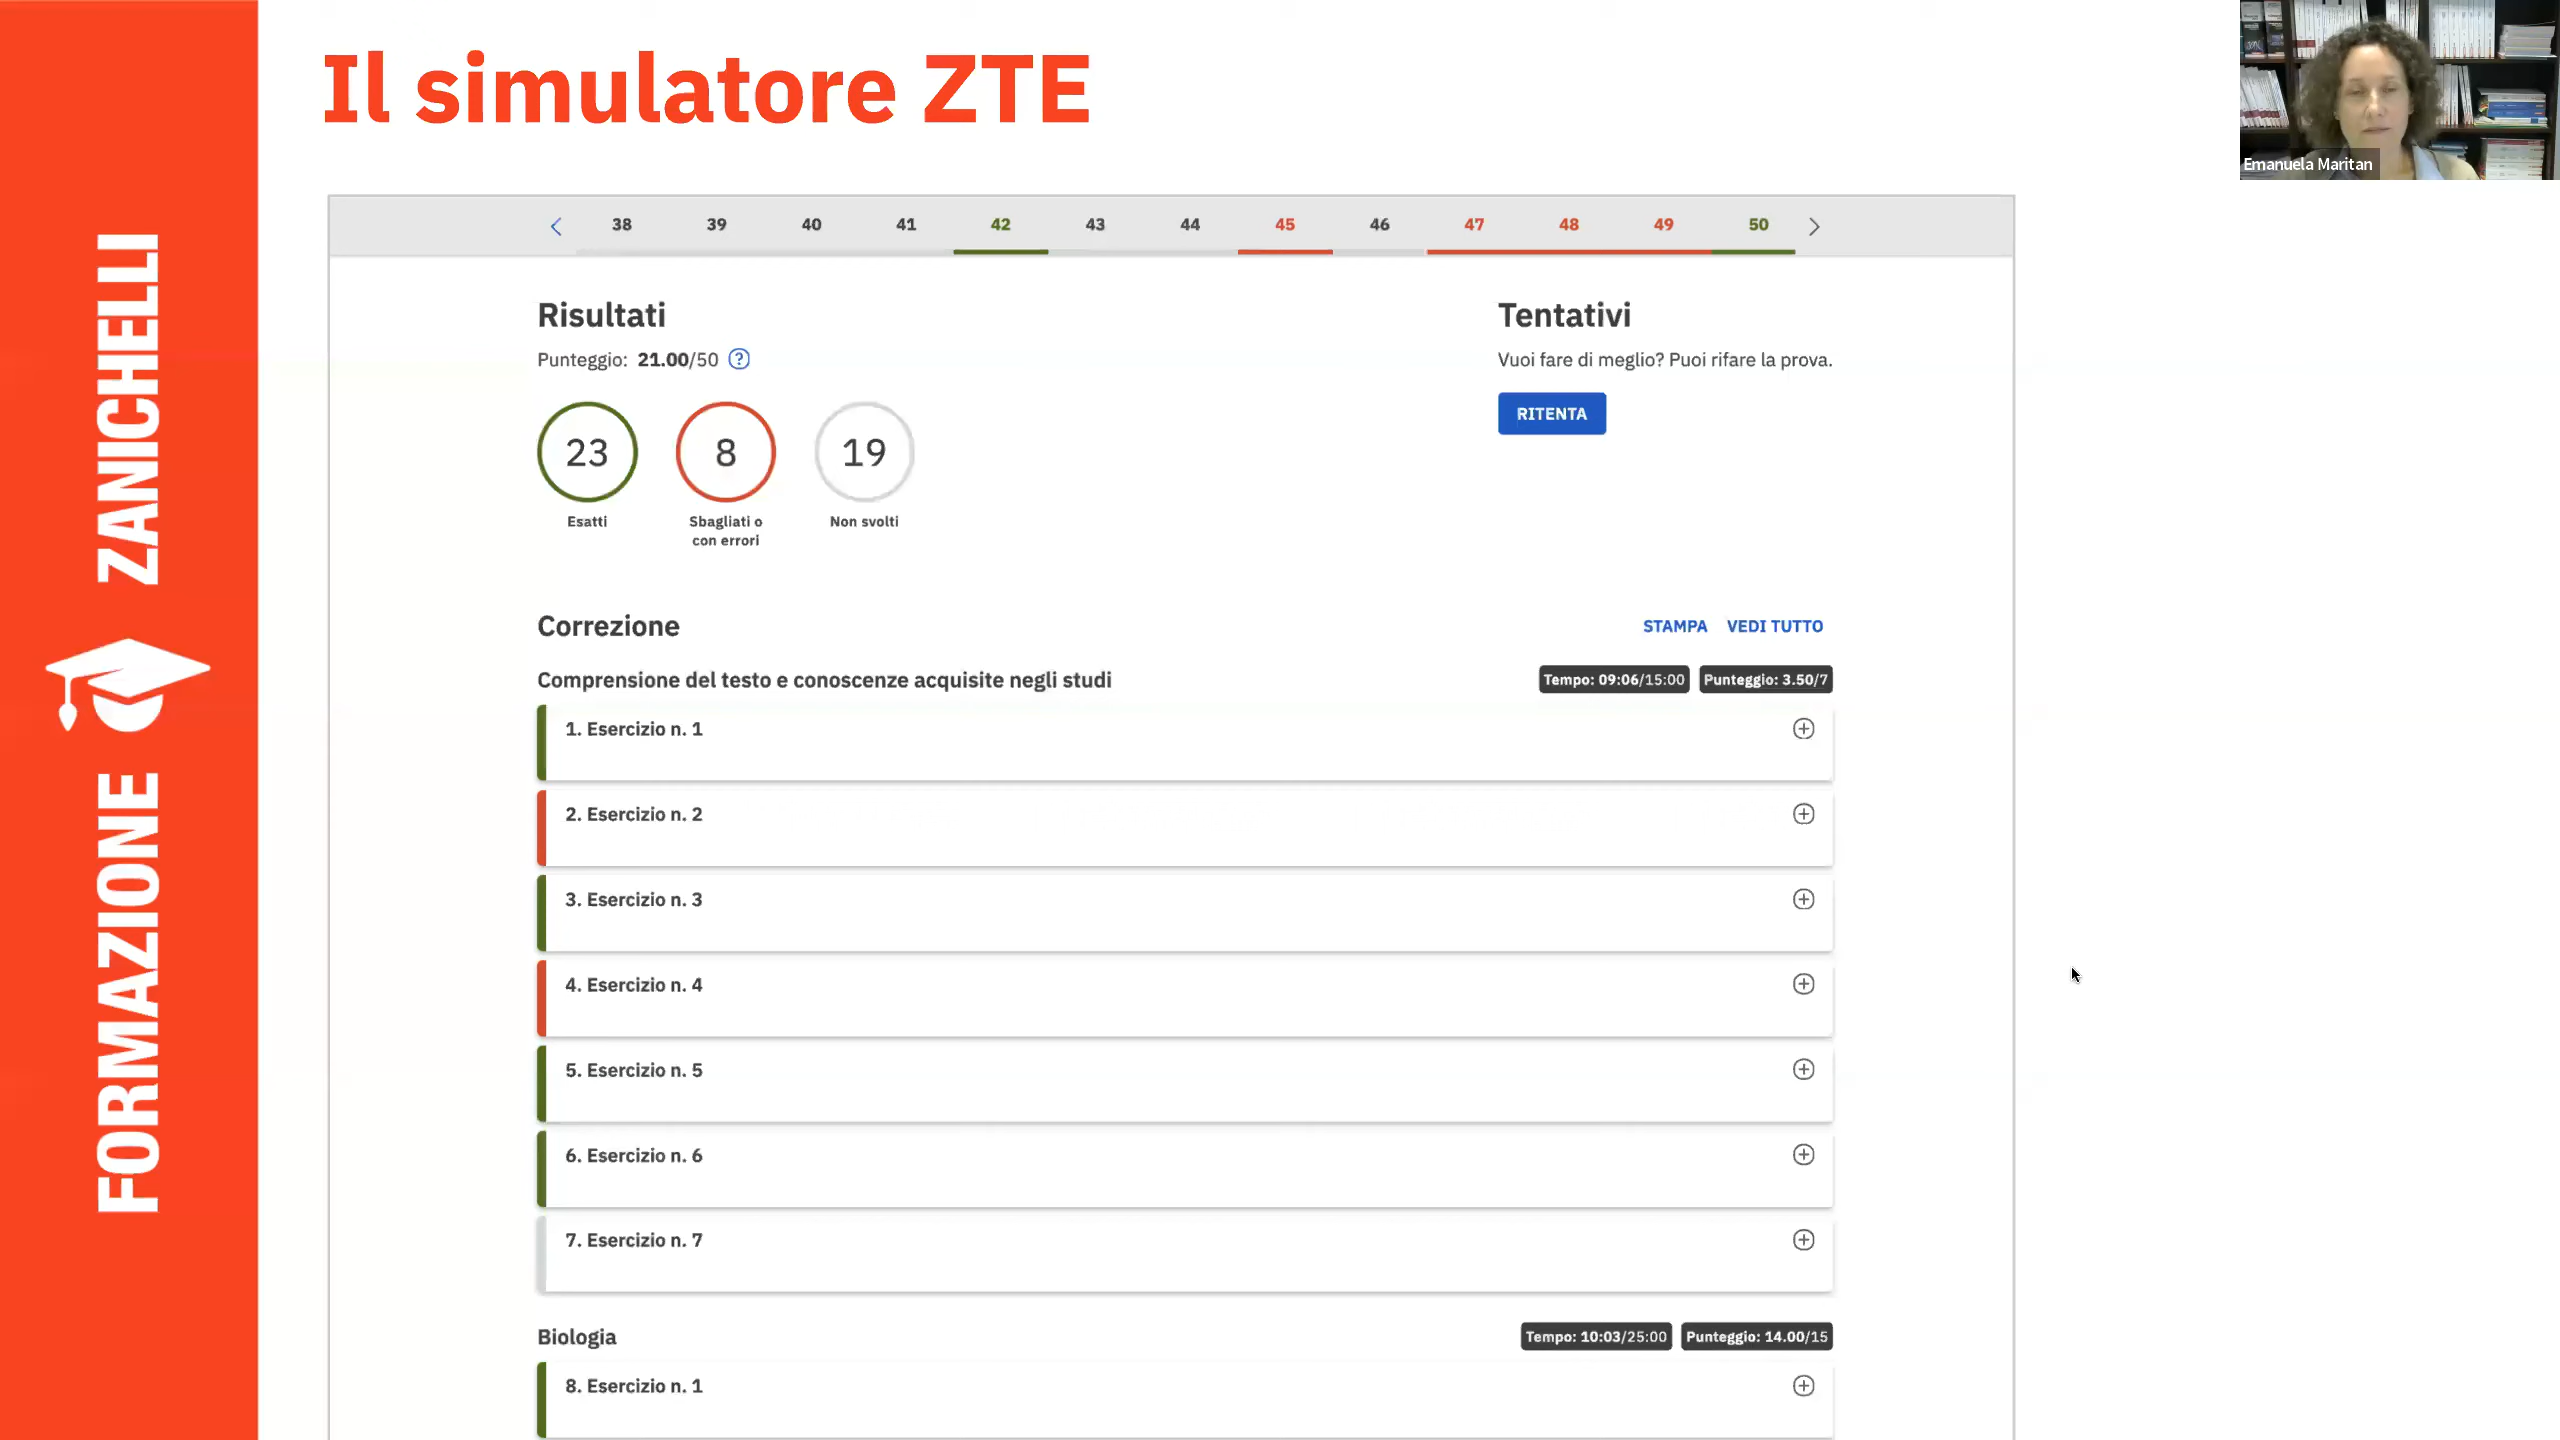 FORMAZIONE ZANICHELLI
Il simulatore ZTE
Emanuela Maritan
38 39 40 41 42 43 44 45 46 47 48 49 50
Risultati
Punteggio: 21.00/50 ?
23 8 19
Esatti Sbagliati o Non svolti
con errori
Tentativi
Vuoi fare di meglio? Puoi rifare la prova.
RITENTA
Correzione
STAMPA VEDI TUTTO
Comprensione del testo e conoscenze acquisite negli studi
Tempo: 09:06/15:00 Punteggio: 3.50/7
1. Esercizio n. 1
2. Esercizio n. 2
3. Esercizio n. 3
4. Esercizio n. 4
5. Esercizio n. 5
6. Esercizio n. 6
7. Esercizio n. 7
Biologia
Tempo: 10:03/25:00 Punteggio: 14.00/15
8. Esercizio n. 1